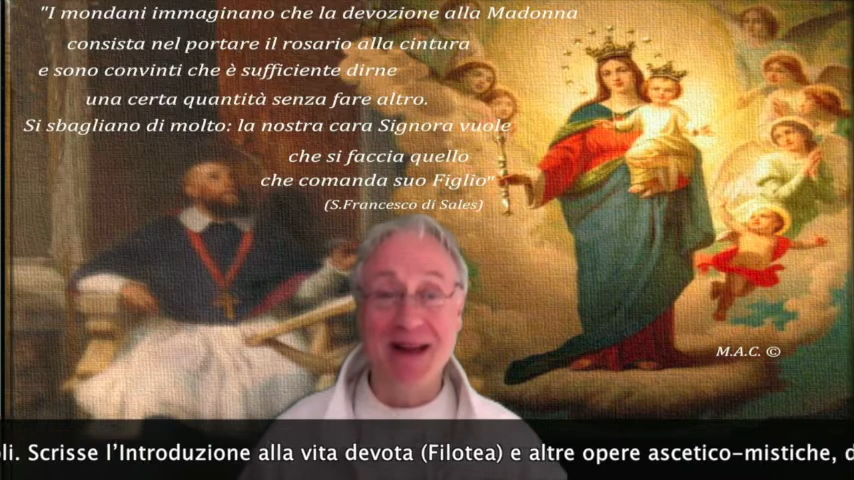 "I mondani immaginano che la devozione alla Madonna
consista nel portare il rosario alla cintura
e sono convinti che è sufficiente dirne
una certa quantità senza fare altro.
Si sbagliano di molto: la nostra cara Signora vuole
che si faccia quello
che comanda suo Figlio"
(S.Francesco di Sales)
M.A.C. ©
oli. Scrisse l’Introduzione alla vita devota (Filotea) e altre opere ascetico-mistiche, d